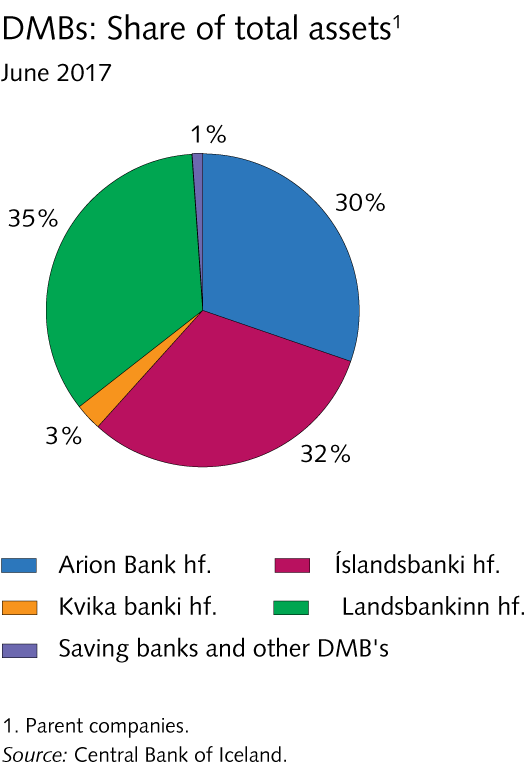 DMBs: Share of total assets¹
June 2017
1%
30%
35%
3%
32%
Arion Bank hf.
Íslandsbanki hf.
Kvika banki hf.
Landsbankinn hf.
Saving banks and other DMB's
1. Parent companies.
Source: Central Bank of Iceland.